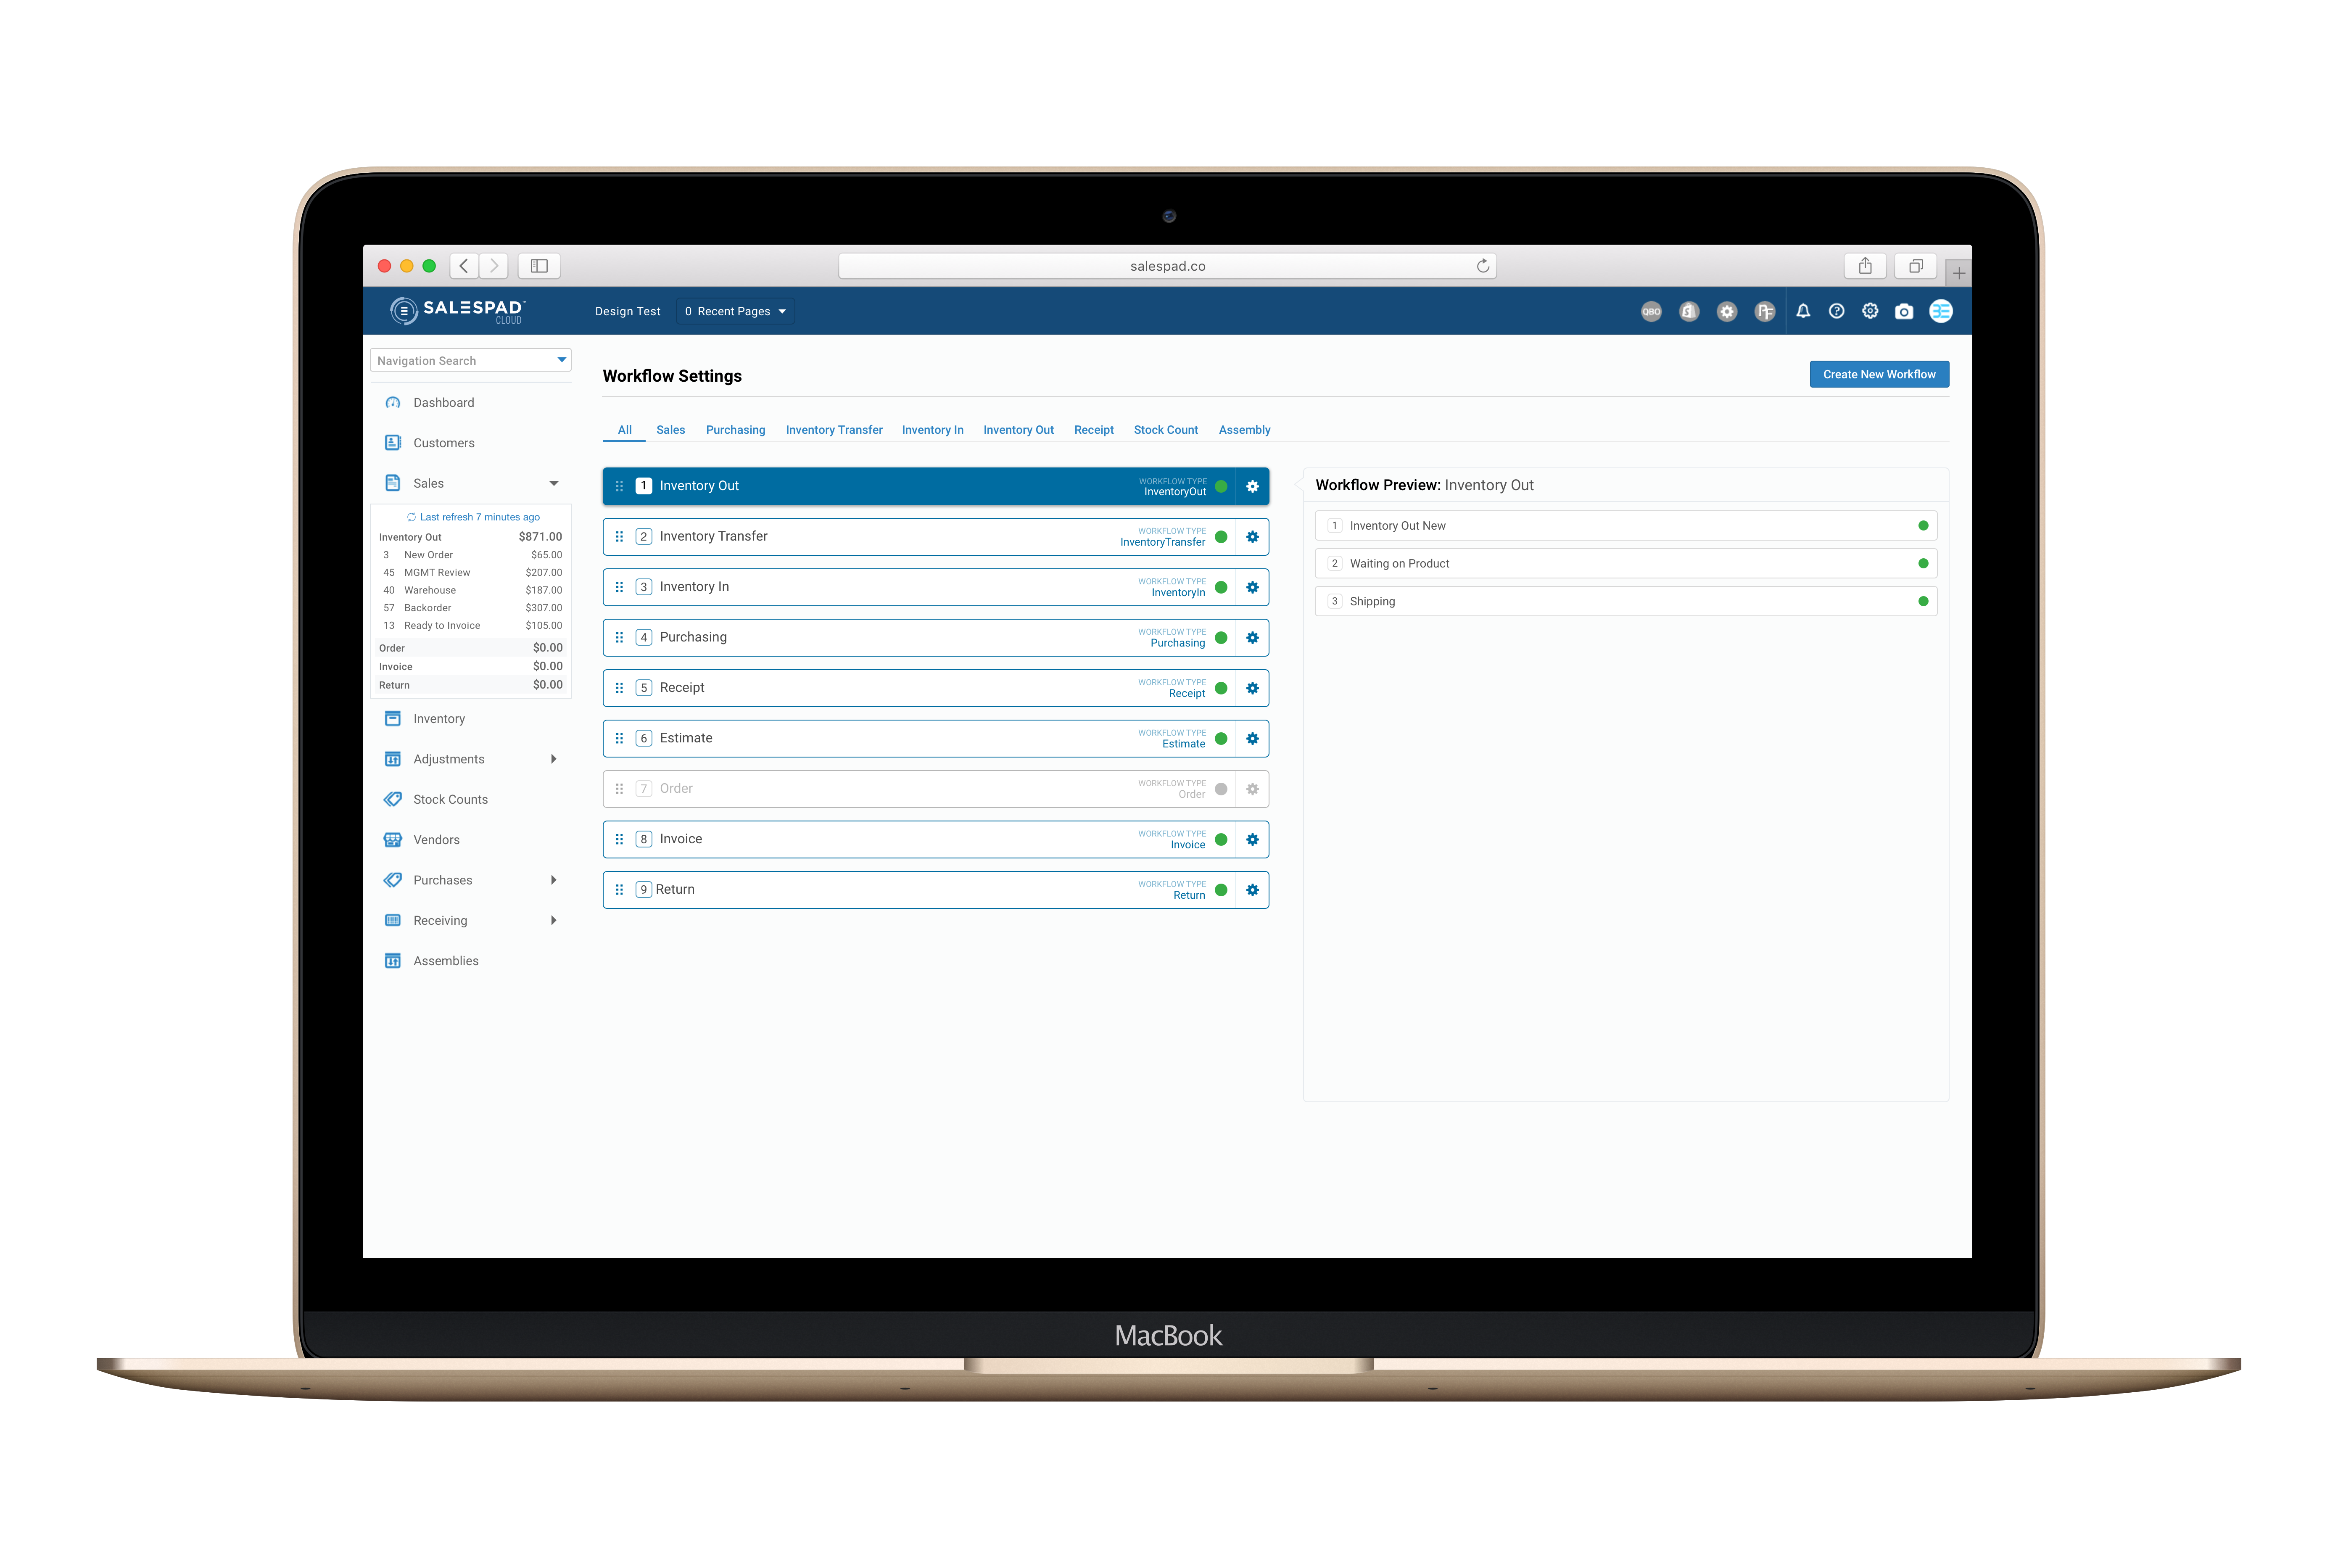 salespad.co
SALESPAD™
CLOUD
Design Test
0 Recent Pages
QBO
Navigation Search
Dashboard
Customers
Sales
Last refresh 7 minutes ago
Inventory Out $871.00
3 New Order $65.00
45 MGMT Review $207.00
40 Warehouse $187.00
57 Backorder $307.00
13 Ready to Invoice $105.00
Order $0.00
Invoice $0.00
Return $0.00
Inventory
Adjustments
Stock Counts
Vendors
Purchases
Receiving
Assemblies
Workflow Settings
Create New Workflow
All Sales Purchasing Inventory Transfer Inventory In Inventory Out Receipt Stock Count Assembly
1 Inventory Out WORKFLOW TYPE
InventoryOut
2 Inventory Transfer WORKFLOW TYPE
InventoryTransfer
3 Inventory In WORKFLOW TYPE
InventoryIn
4 Purchasing WORKFLOW TYPE
Purchasing
5 Receipt WORKFLOW TYPE
Receipt
6 Estimate WORKFLOW TYPE
Estimate
7 Order WORKFLOW TYPE
Order
8 Invoice WORKFLOW TYPE
Invoice
9 Return WORKFLOW TYPE
Return
Workflow Preview: Inventory Out
1 Inventory Out New
2 Waiting on Product
3 Shipping
MacBook